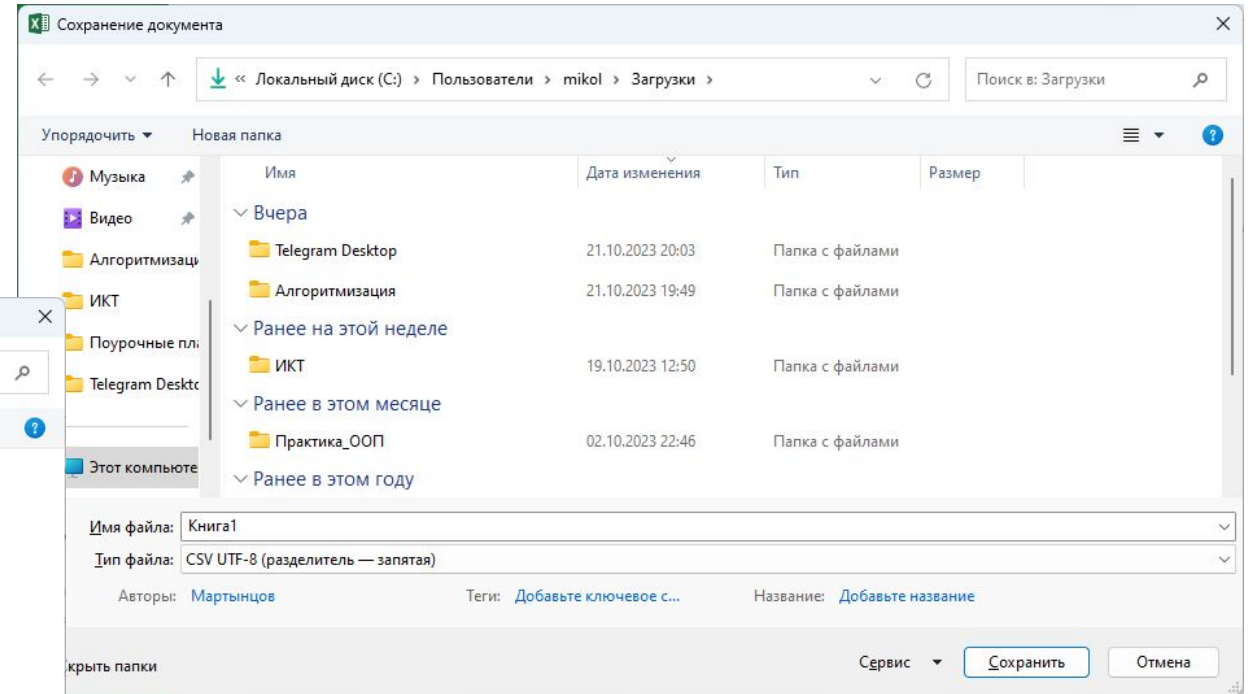 Сохранение документа
« Локальный диск (C:) › Пользователи › mikol › Загрузки ›
Поиск в: Загрузки
Упорядочить
Новая папка
Имя
Дата изменения
Тип
Размер
Музыка
Видео
Алгоритмизаци
ИКТ
Поурочные пла
Telegram Deskto
Этот компьюте
Вчера
Telegram Desktop 21.10.2023 20:03 Папка с файлами
Алгоритмизация 21.10.2023 19:49 Папка с файлами
Ранее на этой неделе
ИКТ 19.10.2023 12:50 Папка с файлами
Ранее в этом месяце
Практика_ООП 02.10.2023 22:46 Папка с файлами
Ранее в этом году
Имя файла: Книга1
Тип файла: CSV UTF-8 (разделитель — запятая)
Авторы: Мартынцов Теги: Добавьте ключевое с... Название: Добавьте название
крыть папки
Сервис
Сохранить
Отмена